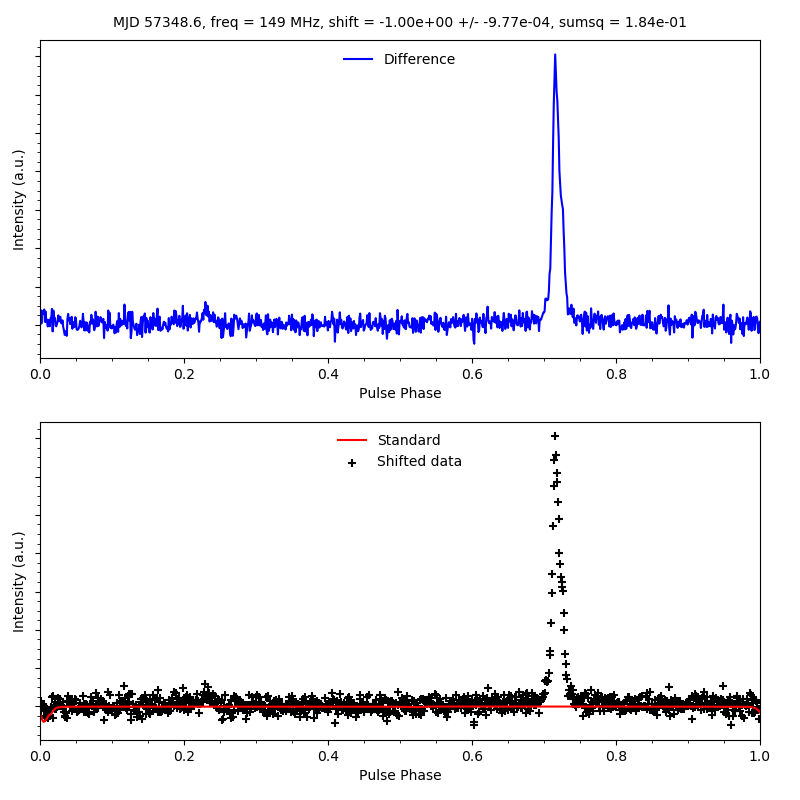 MJD 57348.6, freq = 149 MHz, shift = -1.00e+00 +/- -9.77e-04, sumsq = 1.84e-01
Difference
Intensity (a.u.)
0.0 0.2 0.4 0.6 0.8 1.0
Pulse Phase
Standard
Shifted data
Intensity (a.u.)
0.0 0.2 0.4 0.6 0.8 1.0
Pulse Phase